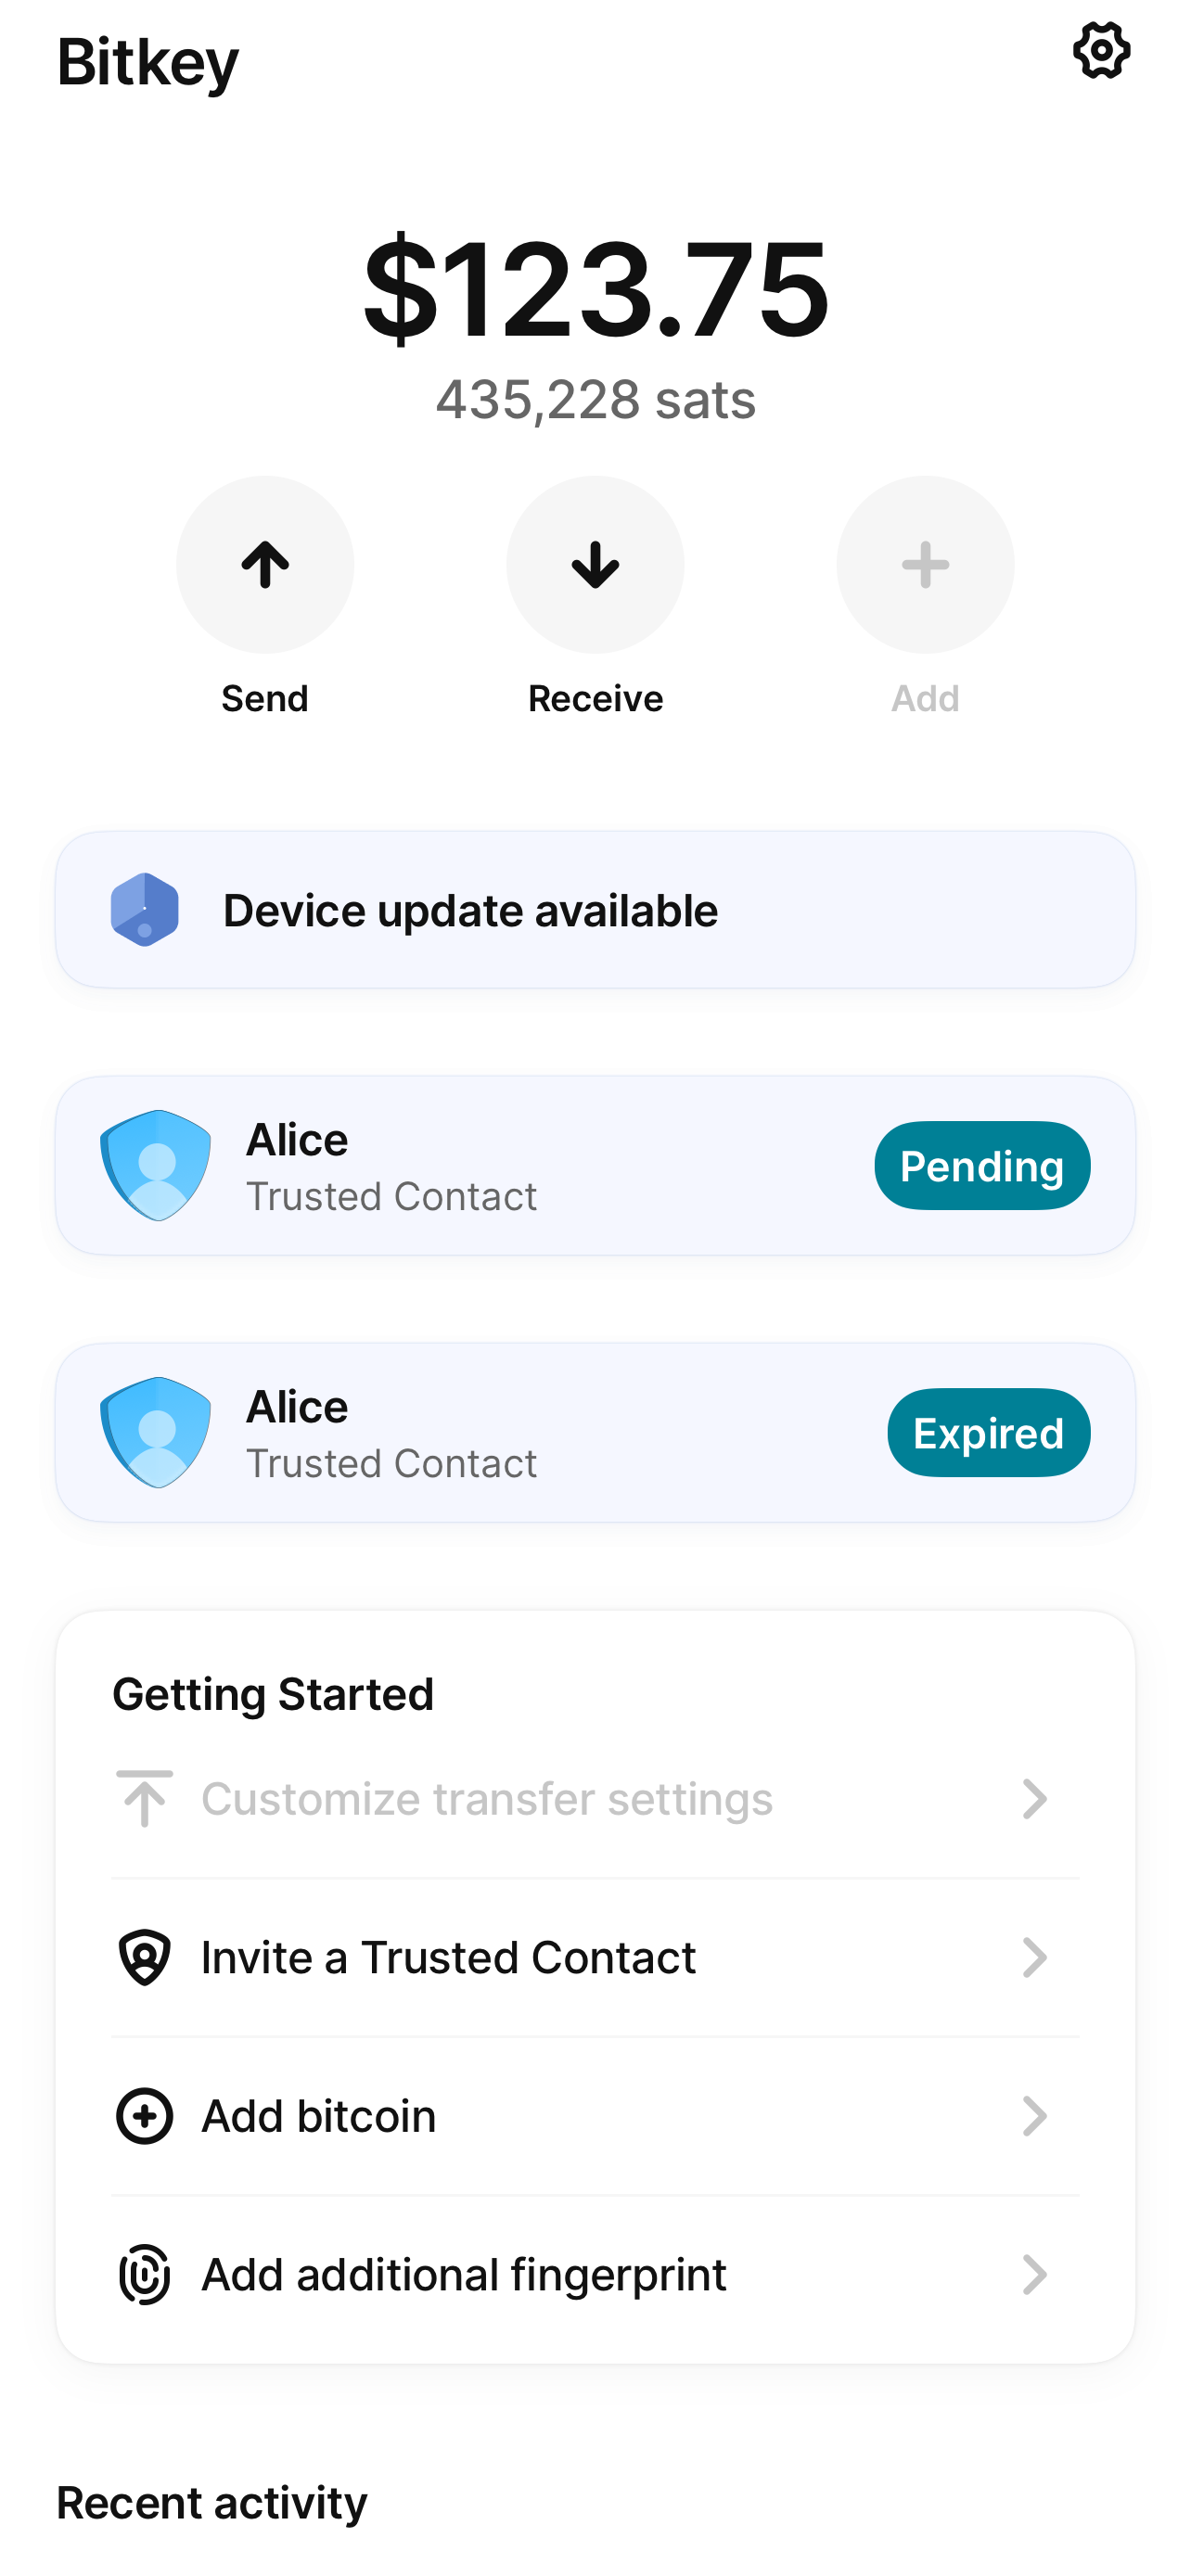 Bitkey
$123.75
435,228 sats
Send
Receive
Add
Device update available
Alice
Trusted Contact
Pending
Alice
Trusted Contact
Expired
Getting Started
Customize transfer settings
Invite a Trusted Contact
Add bitcoin
Add additional fingerprint
Recent activity